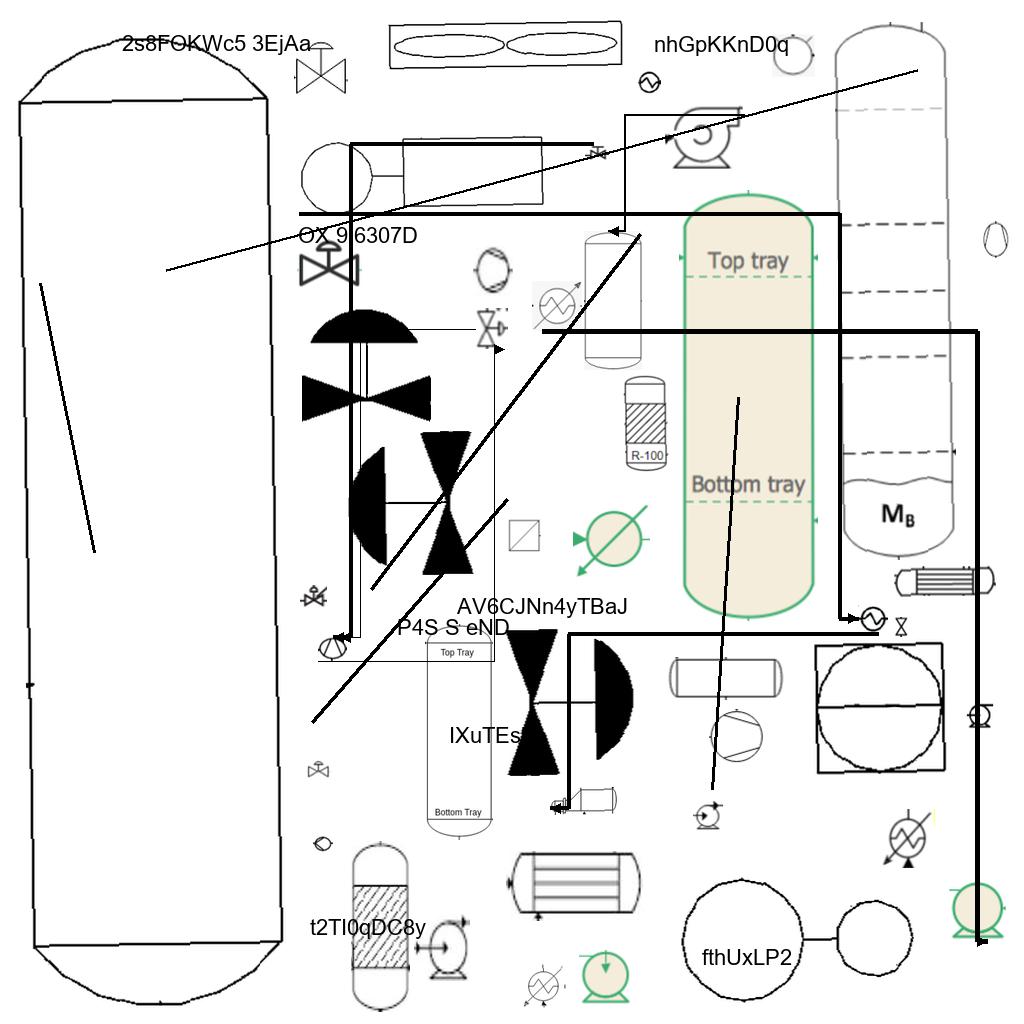 2s8FOKWc5 3EjAa
nhGpKKnD0q
OX 9 6307D
Top tray
R-100
Bottom tray
M_B
AV6CJNn4yTBaJ
P4S S eND
Top Tray
IXuTEs
Bottom Tray
t2TI0qDC8y
fthUxLP2